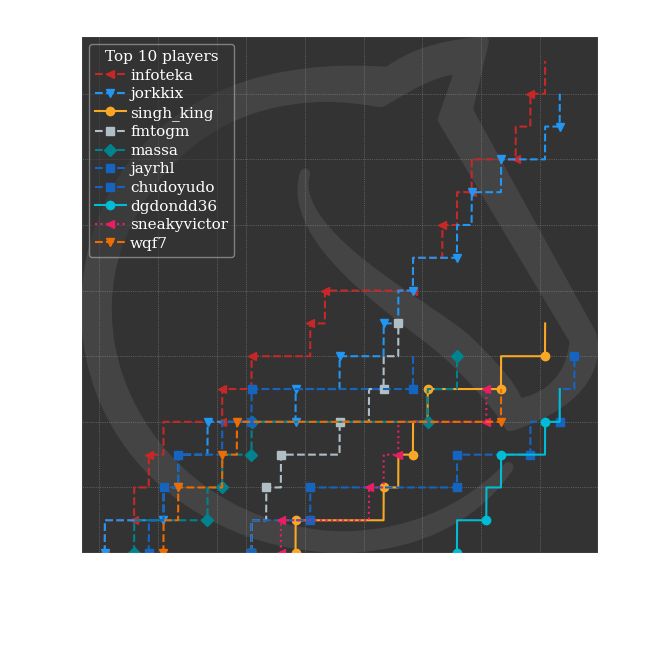 Top 10 players
infoteka
jorkkix
singh_king
fmtogm
massa
jayrhl
chudoyudo
dgdondd36
sneakyvictor
wqf7